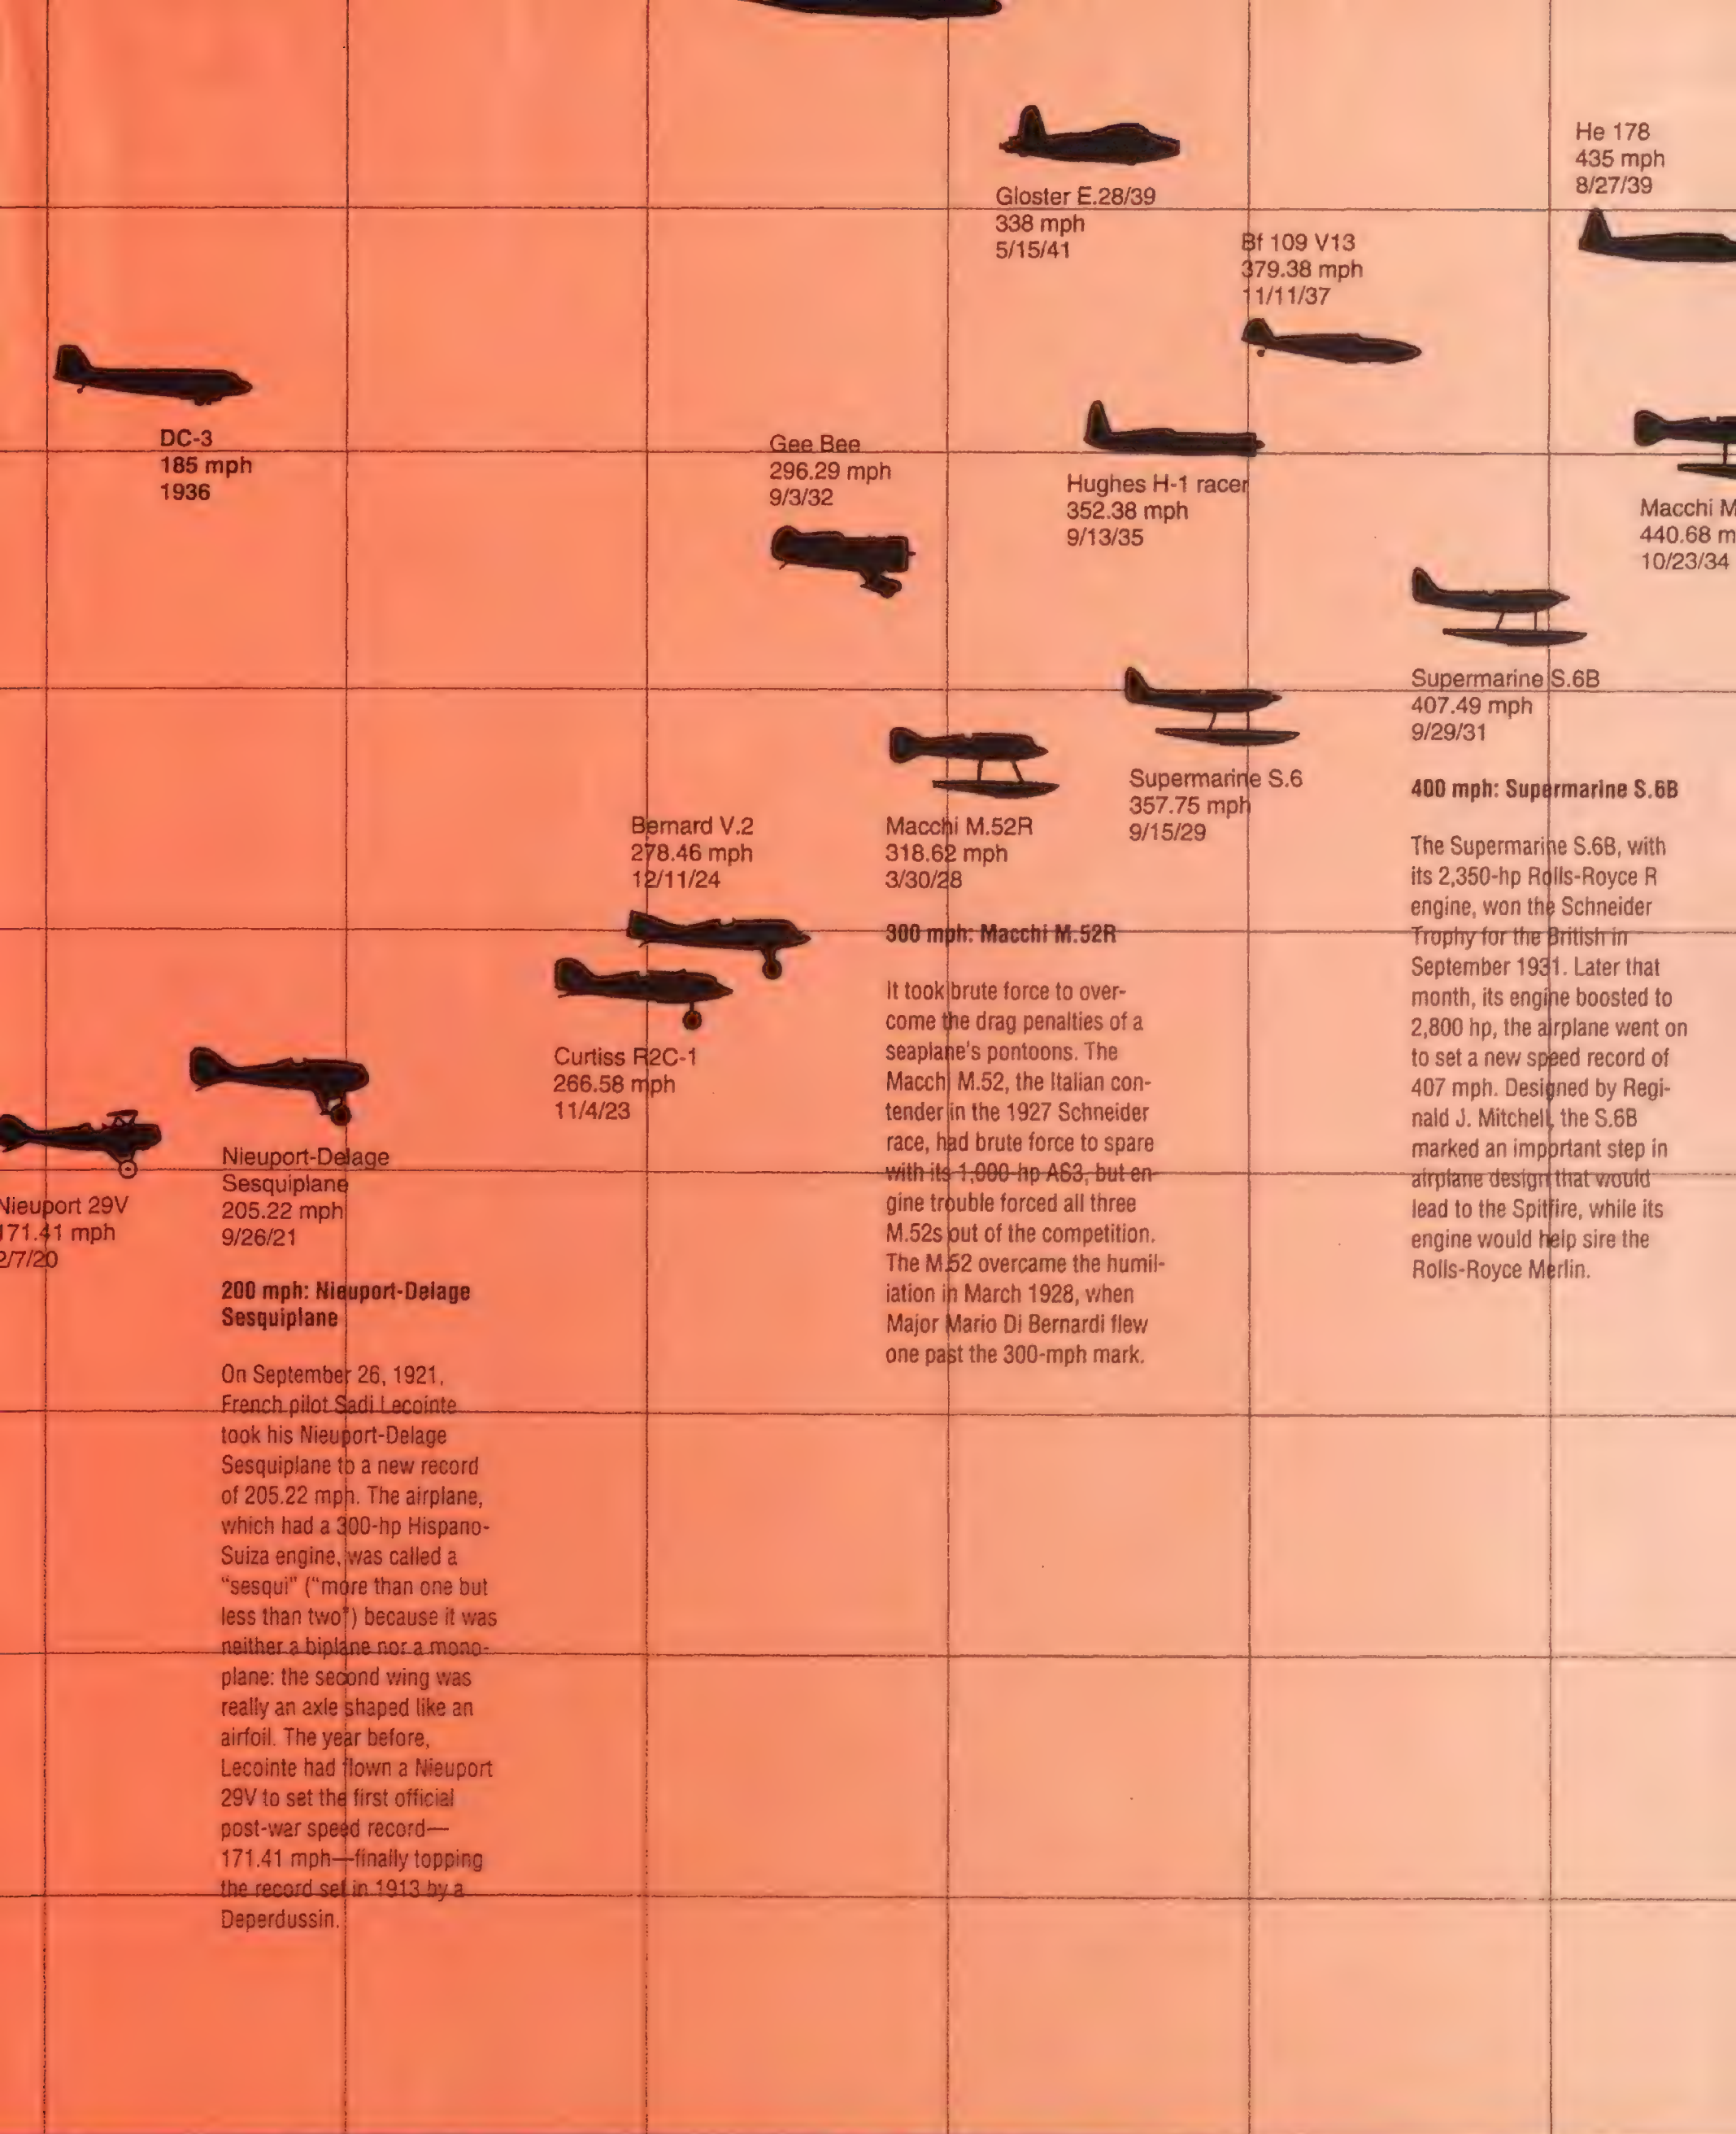 He 178
435 mph
8/27/39
Gloster E.28/39
338 mph
5/15/41
Bf 109 V13
379.38 mph
11/11/37
DC-3
185 mph
1936
Gee Bee
296.29 mph
9/3/32
Hughes H-1 racer
352.38 mph
9/13/35
Macchi M
440.68 m
10/23/34
Supermarine S.6B
407.49 mph
9/29/31
Supermarine S.6
357.75 mph
9/15/29
Bernard V.2
278.46 mph
12/11/24
Macchi M.52R
318.62 mph
3/30/28
Curtiss R2C-1
266.58 mph
11/4/23
Nieuport 29V
171.41 mph
2/7/20
Nieuport-Delage
Sesquiplane
205.22 mph
9/26/21
200 mph: Nieuport-Delage
Sesquiplane
On September 26, 1921,
French pilot Sadi Lecointe
took his Nieuport-Delage
Sesquiplane to a new record
of 205.22 mph. The airplane,
which had a 300-hp Hispano-
Suiza engine, was called a
“sesqui” (“more than one but
less than two”) because it was
neither a biplane nor a mono-
plane: the second wing was
really an axle shaped like an
airfoil. The year before,
Lecointe had flown a Nieuport
29V to set the first official
post-war speed record—
171.41 mph—finally topping
the record set in 1913 by a
Deperdussin.
300 mph: Macchi M.52R
It took brute force to over-
come the drag penalties of a
seaplane's pontoons. The
Macchi M.52, the Italian con-
tender in the 1927 Schneider
race, had brute force to spare
with its 1,000-hp AS3, but en-
gine trouble forced all three
M.52s out of the competition.
The M.52 overcame the humil-
iation in March 1928, when
Major Mario Di Bernardi flew
one past the 300-mph mark.
400 mph: Supermarine S.6B
The Supermarine S.6B, with
its 2,350-hp Rolls-Royce R
engine, won the Schneider
Trophy for the British in
September 1931. Later that
month, its engine boosted to
2,800 hp, the airplane went on
to set a new speed record of
407 mph. Designed by Regi-
nald J. Mitchell, the S.6B
marked an important step in
airplane design that would
lead to the Spitfire, while its
engine would help sire the
Rolls-Royce Merlin.